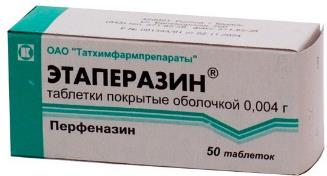 ОАО "Татхимфармпрепараты"
ЭТАПЕРАЗИН®
таблетки покрытые оболочкой 0,004 г
Перфеназин
50 таблеток